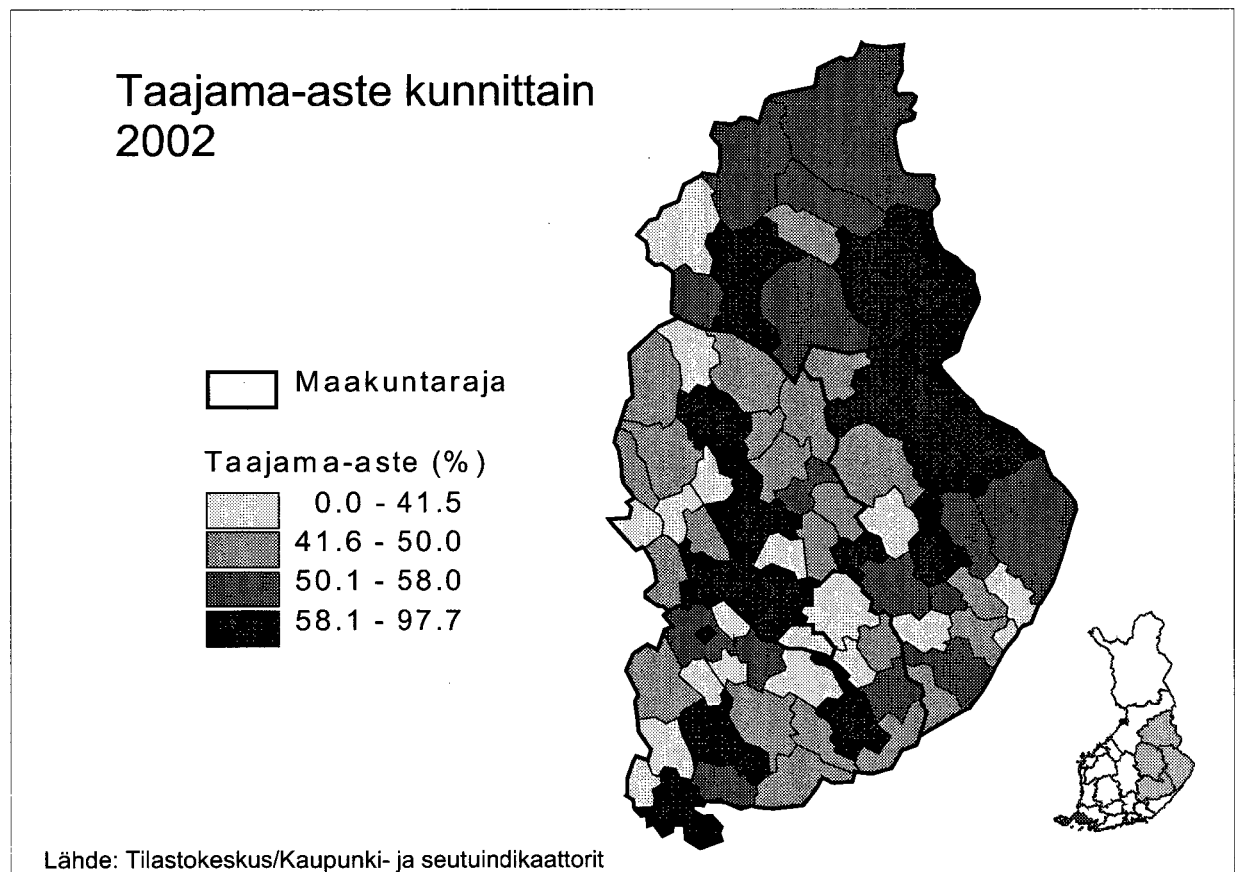 Taajama-aste kunnittain
2002
Maakuntaraja
Taajama-aste (%)
0.0 - 41.5
41.6 - 50.0
50.1 - 58.0
58.1 - 97.7
Lähde: Tilastokeskus/Kaupunki- ja seutuindikaattorit